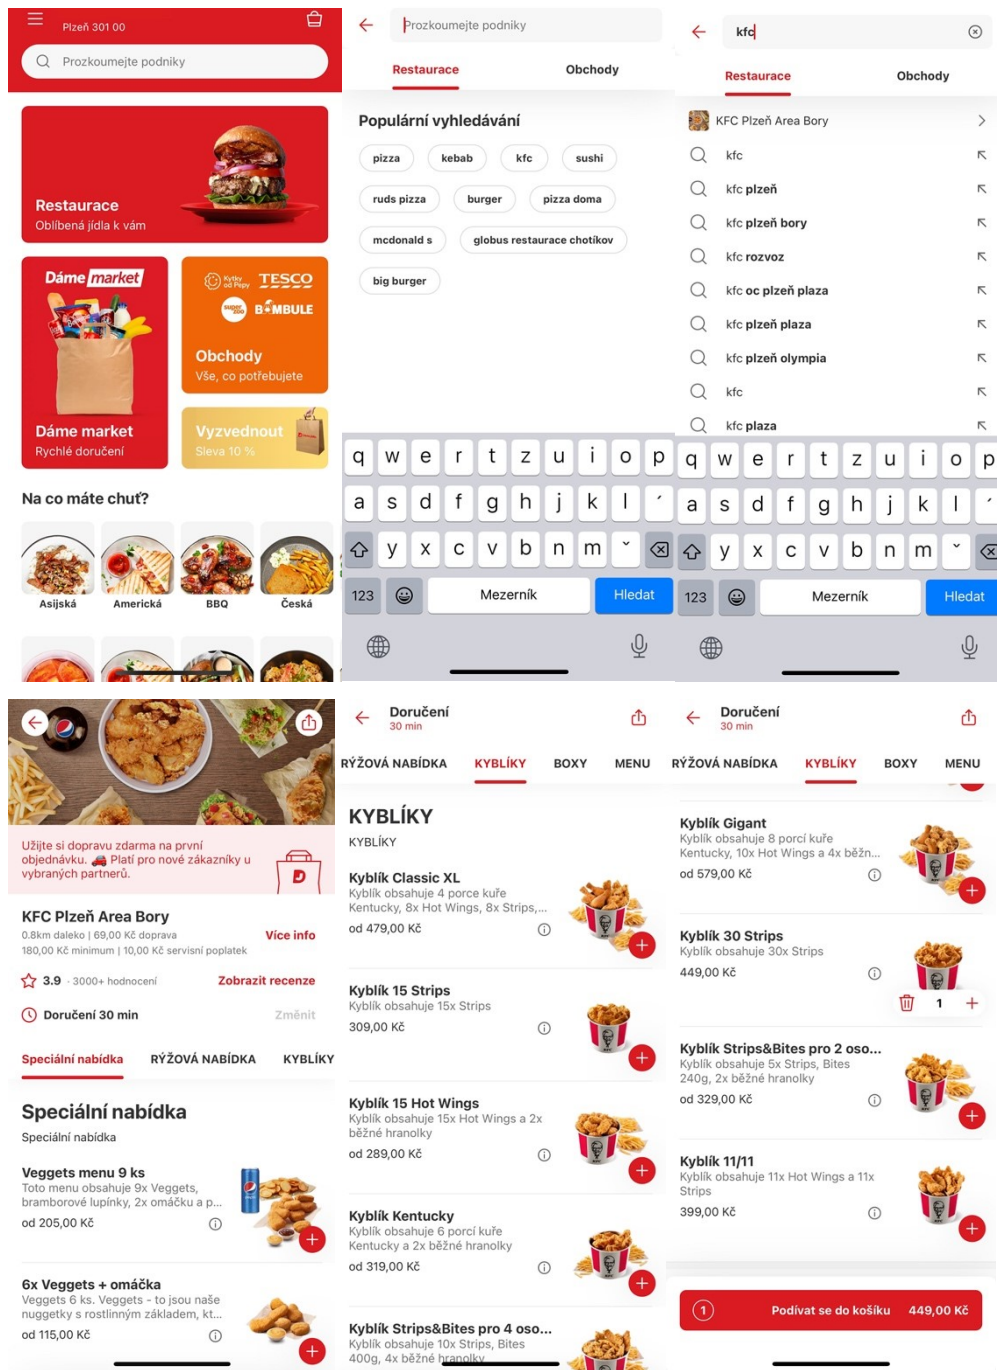 Plzeň 301 00
Prozkoumejte podniky
Restaurace
Oblíbená jídla k vám
Dáme market
Kytky od Pepy
TESCO
super zoo
BAMBULE
Obchody
Vše, co potřebujete
Dáme market
Rychlé doručení
Vyzvednout
Sleva 10 %
Na co máte chuť?
Asijská
Americká
BBQ
Česká
Prozkoumejte podniky
Restaurace
Obchody
Populární vyhledávání
pizza
kebab
kfc
sushi
ruds pizza
burger
pizza doma
mcdonald s
globus restaurace chotíkov
big burger
q w e r t z u i o p
a s d f g h j k l ´
y x c v b n m ˇ
123
Mezerník
Hledat
kfc
Restaurace
Obchody
KFC Plzeň Area Bory
kfc
kfc plzeň
kfc plzeň bory
kfc rozvoz
kfc oc plzeň plaza
kfc plzeň plaza
kfc plzeň olympia
kfc
kfc plaza
q w e r t z u i o p
a s d f g h j k l ´
y x c v b n m ˇ
123
Mezerník
Hledat
Užijte si dopravu zdarma na první
objednávku. 🚗 Platí pro nové zákazníky u
vybraných partnerů.
KFC Plzeň Area Bory
0.8km daleko | 69,00 Kč doprava
Více info
180,00 Kč minimum | 10,00 Kč servisní poplatek
3.9 · 3000+ hodnocení
Zobrazit recenze
Doručení 30 min
Změnit
Speciální nabídka
RÝŽOVÁ NABÍDKA
KYBLÍKY
Speciální nabídka
Speciální nabídka
Veggets menu 9 ks
Toto menu obsahuje 9x Veggets,
bramborové lupínky, 2x omáčku a p...
od 205,00 Kč
6x Veggets + omáčka
Veggets 6 ks. Veggets - to jsou naše
nuggetky s rostlinným základem, kt...
od 115,00 Kč
Doručení
30 min
RÝŽOVÁ NABÍDKA
KYBLÍKY
BOXY
MENU
KYBLÍKY
KYBLÍKY
Kyblík Classic XL
Kyblík obsahuje 4 porce kuře
Kentucky, 8x Hot Wings, 8x Strips,...
od 479,00 Kč
Kyblík 15 Strips
Kyblík obsahuje 15x Strips
309,00 Kč
Kyblík 15 Hot Wings
Kyblík obsahuje 15x Hot Wings a 2x
běžné hranolky
od 289,00 Kč
Kyblík Kentucky
Kyblík obsahuje 6 porcí kuře
Kentucky a 2x běžné hranolky
od 319,00 Kč
Kyblík Strips&Bites pro 4 oso...
Kyblík obsahuje 10x Strips, Bites
400g, 4x běžné hranolky
Doručení
30 min
RÝŽOVÁ NABÍDKA
KYBLÍKY
BOXY
MENU
Kyblík Gigant
Kyblík obsahuje 8 porcí kuře
Kentucky, 10x Hot Wings a 4x běžn...
od 579,00 Kč
Kyblík 30 Strips
Kyblík obsahuje 30x Strips
449,00 Kč
1
Kyblík Strips&Bites pro 2 oso...
Kyblík obsahuje 5x Strips, Bites
240g, 2x běžné hranolky
od 329,00 Kč
Kyblík 11/11
Kyblík obsahuje 11x Hot Wings a 11x
Strips
399,00 Kč
1
Podívat se do košíku
449,00 Kč